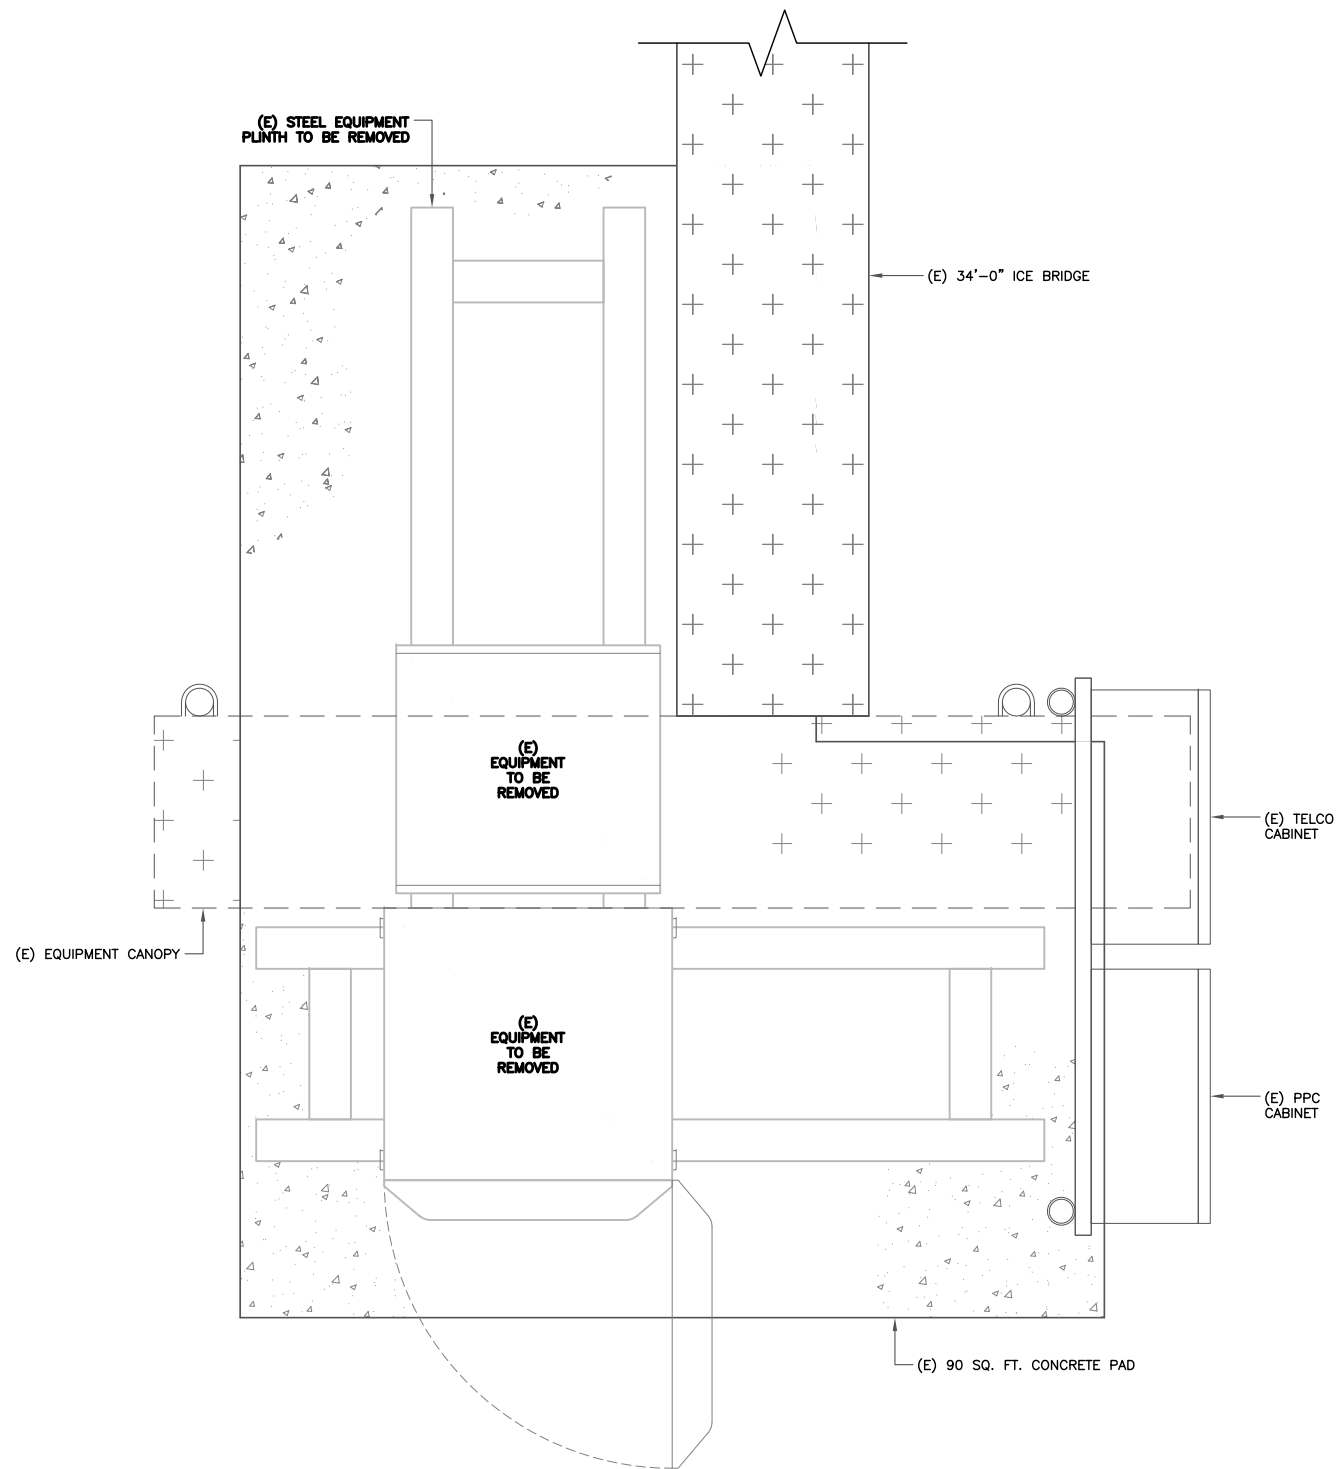 (E) STEEL EQUIPMENT
PLINTH TO BE REMOVED
(E) 34'-0" ICE BRIDGE
(E)
EQUIPMENT
TO BE
REMOVED
(E) TELCO
CABINET
(E) EQUIPMENT CANOPY
(E)
EQUIPMENT
TO BE
REMOVED
(E) PPC
CABINET
(E) 90 SQ. FT. CONCRETE PAD